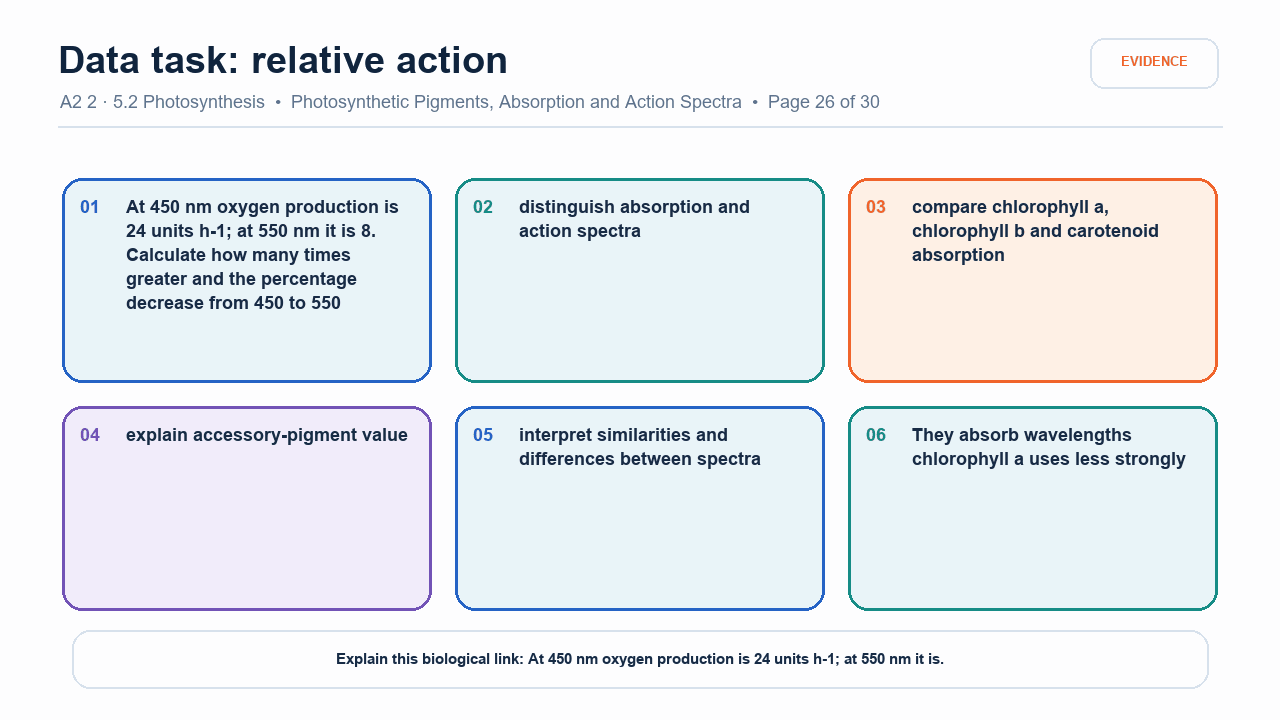 Data task: relative action
EVIDENCE
A2 2 · 5.2 Photosynthesis • Photosynthetic Pigments, Absorption and Action Spectra • Page 26 of 30
01
At 450 nm oxygen production is
24 units h-1; at 550 nm it is 8.
Calculate how many times
greater and the percentage
decrease from 450 to 550
02
distinguish absorption and
action spectra
03
compare chlorophyll a,
chlorophyll b and carotenoid
absorption
04
explain accessory-pigment value
05
interpret similarities and
differences between spectra
06
They absorb wavelengths
chlorophyll a uses less strongly
Explain this biological link: At 450 nm oxygen production is 24 units h-1; at 550 nm it is.